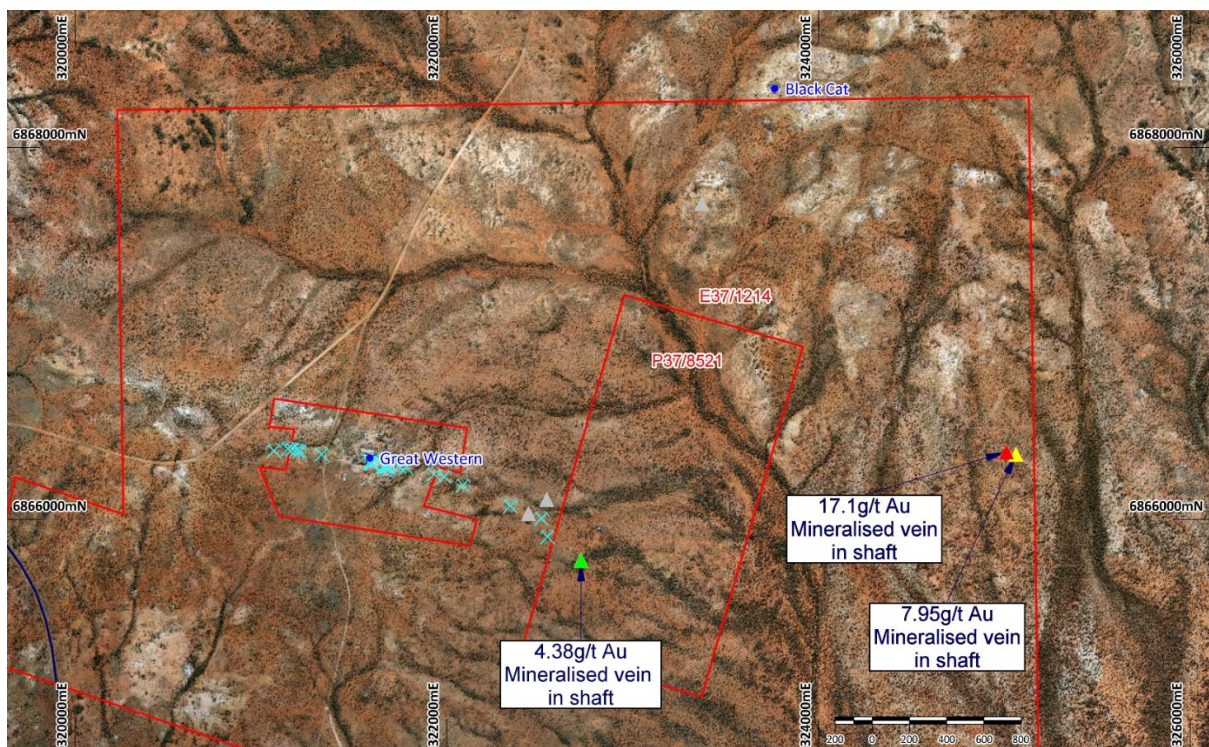 320000mE
322000mE
324000mE
326000mE
Black Cat
6868000mN
6868000mN
E37/1214
P37/8521
Great Western
6866000mN
6866000mN
17.1g/t Au
Mineralised vein
in shaft
7.95g/t Au
Mineralised vein
in shaft
4.38g/t Au
Mineralised vein
in shaft
320000mE
322000mE
324000mE
326000mE
200 0 200 400 600 800